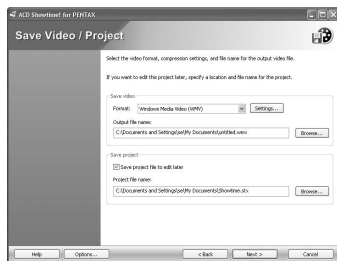 ACD Showtime! for PENTAX
Save Video / Project
Select the video format, compression settings, and file name for the output video file.
If you want to edit this project later, specify a location and file name for the project.
Save video
Format: Windows Media Video (WMV) Settings...
Output file name:
C:\Documents and Settings\se\My Documents\untitled.wmv Browse...
Save project
Save project file to edit later
Project file name:
C:\Documents and Settings\se\My Documents\Showtime.stx Browse...
Help Options... < Back Next > Cancel